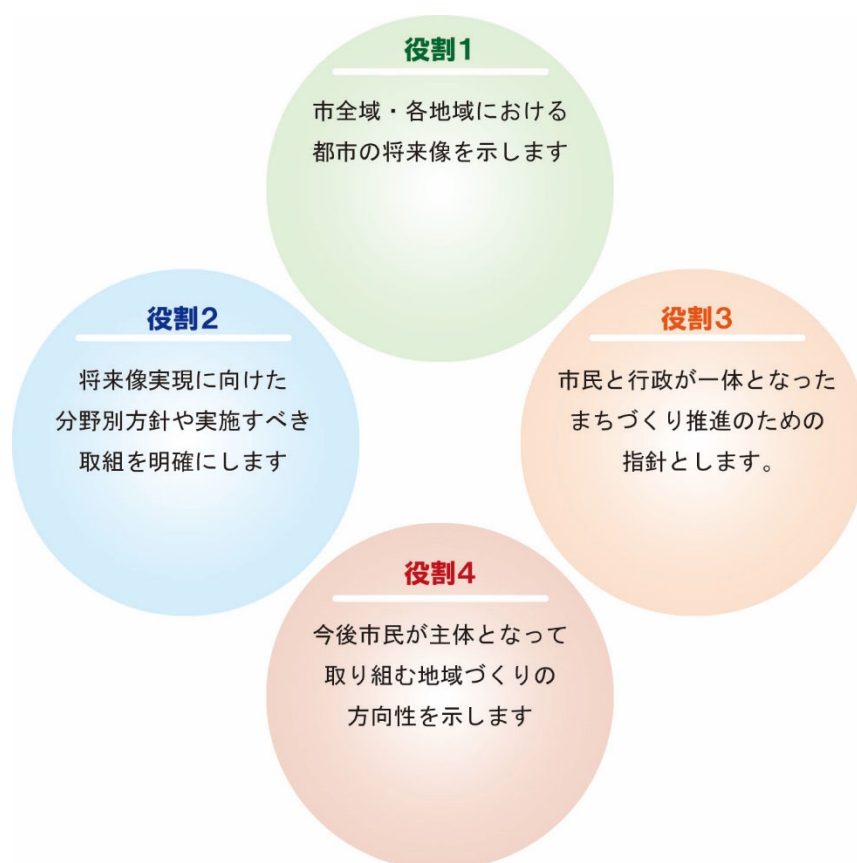 役割1
市全域・各地域における
都市の将来像を示します
役割2
将来像実現に向けた
分野別方針や実施すべき
取組を明確にします
役割3
市民と行政が一体となった
まちづくり推進のための
指針とします。
役割4
今後市民が主体となって
取り組む地域づくりの
方向性を示します